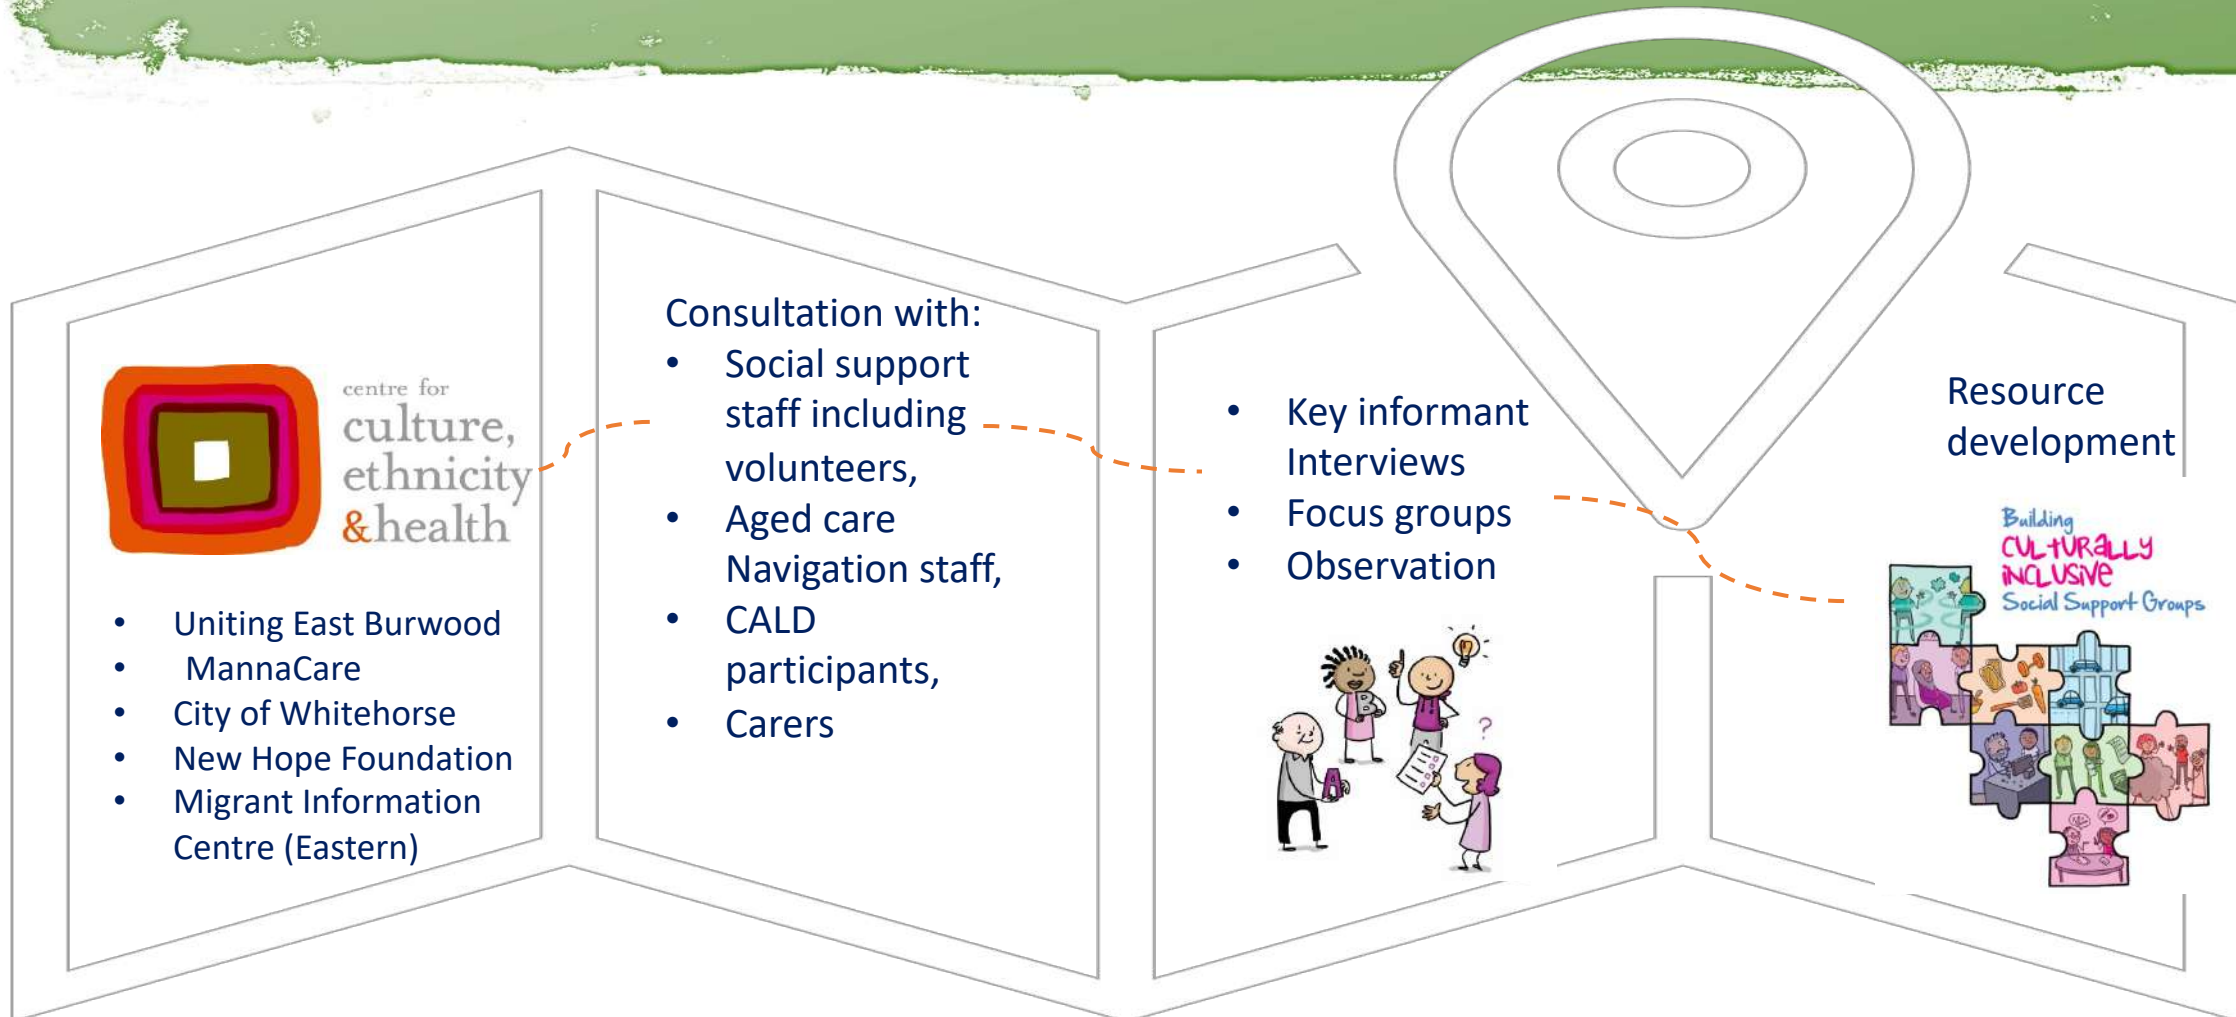 centre for
culture,
ethnicity
&health
• Uniting East Burwood
• MannaCare
• City of Whitehorse
• New Hope Foundation
• Migrant Information
Centre (Eastern)
Consultation with:
• Social support
staff including
volunteers,
• Aged care
Navigation staff,
• CALD
participants,
• Carers
• Key informant
Interviews
• Focus groups
• Observation
B
A
?
Resource
development
Building
CULTURALLY
INCLUSIVE
Social Support Groups